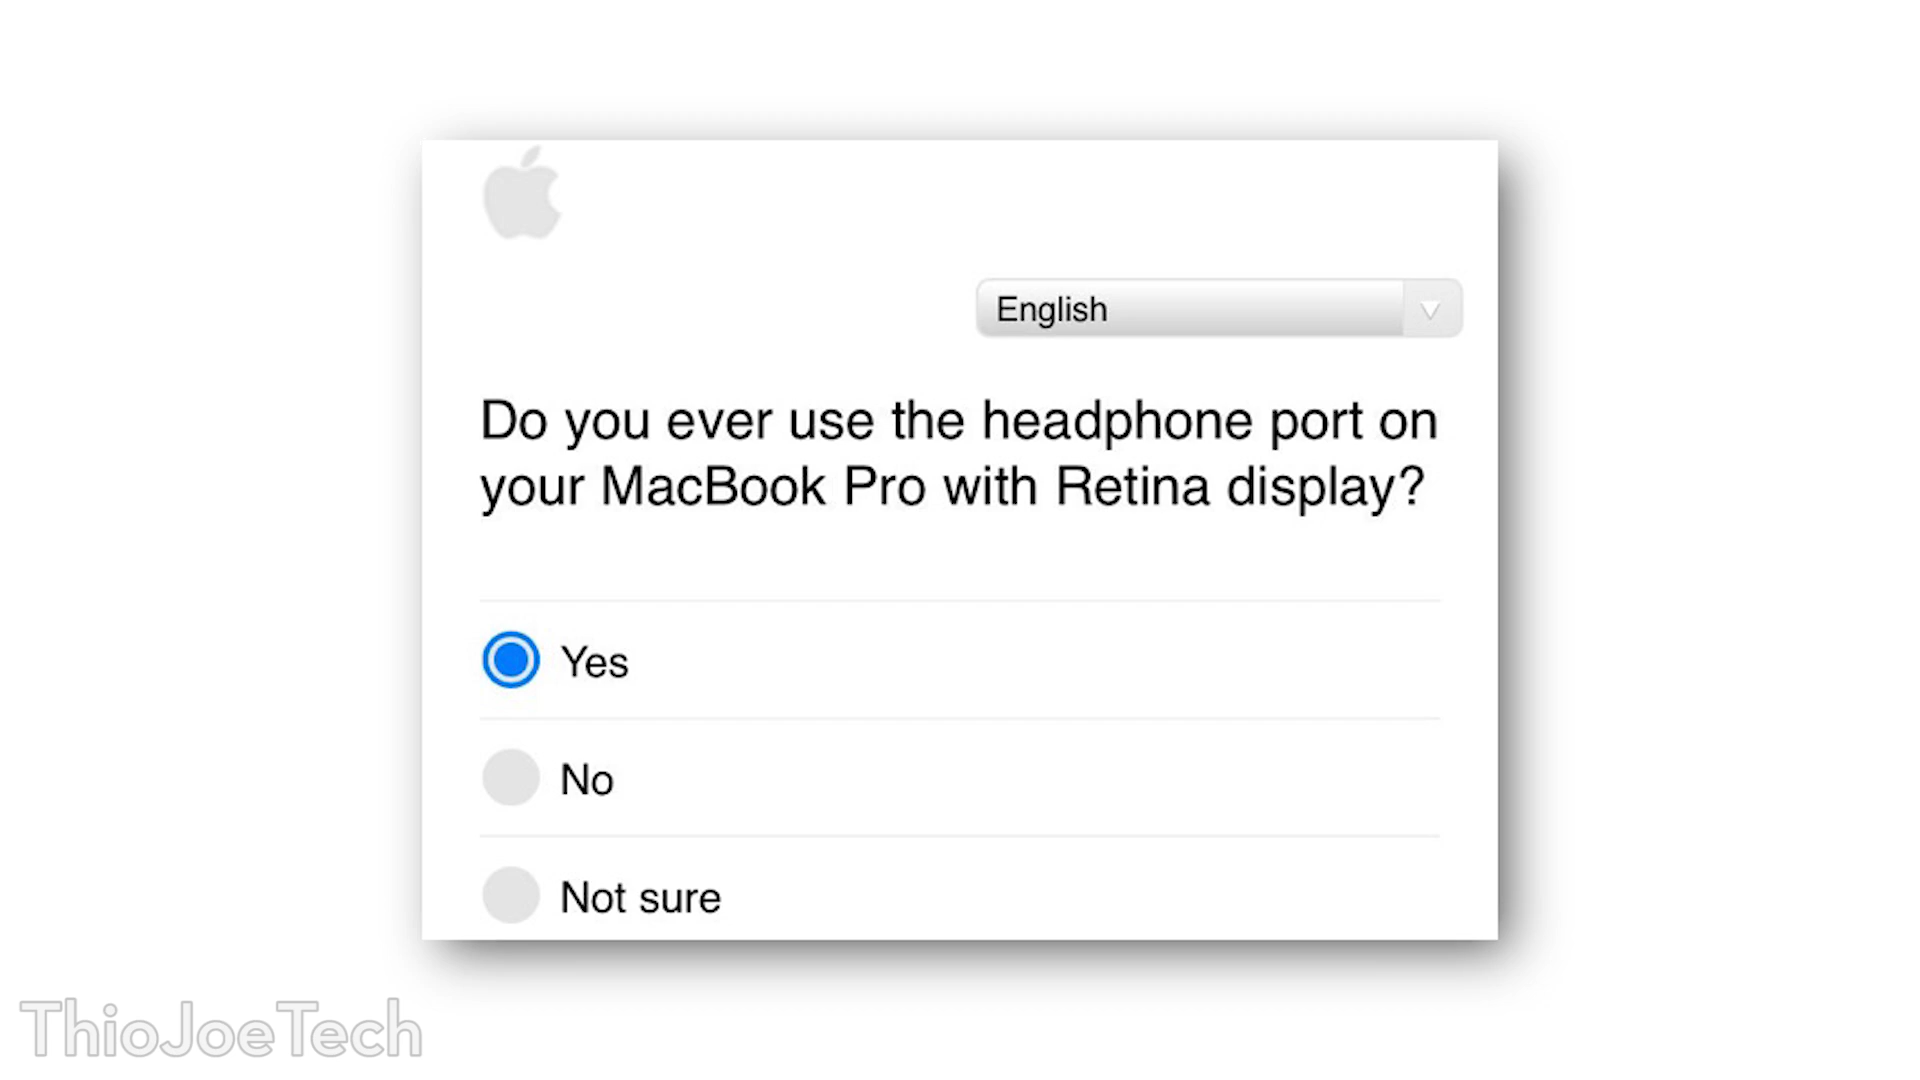 English
Do you ever use the headphone port on
your MacBook Pro with Retina display?
Yes
No
Not sure
ThioJoeTech